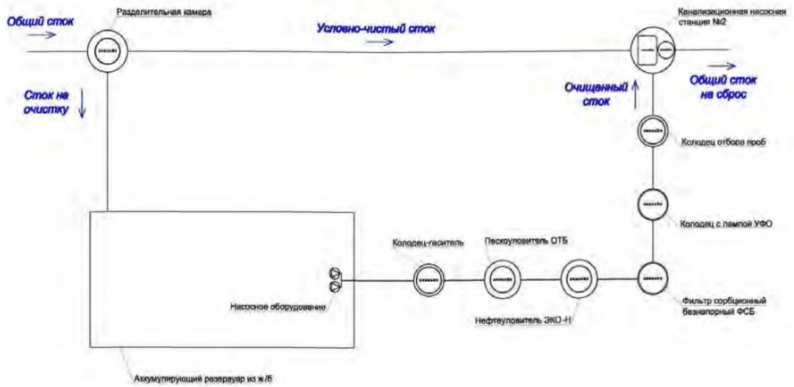 Общий сток
Разделительная камера
Условно-чистый сток
Канализационная насосная
станция №2
Сток на
очистку
Очищенный
сток
Общий сток
на сброс
Колодец отбора проб
Колодец с лампой УФО
Колодец-гаситель
Пескоуловитель ОТБ
Насосное оборудование
Нефтеуловитель ЭКО-Н
Фильтр сорбционный
безнапорный ФСБ
Аккумулирующий резервуар из ж/б